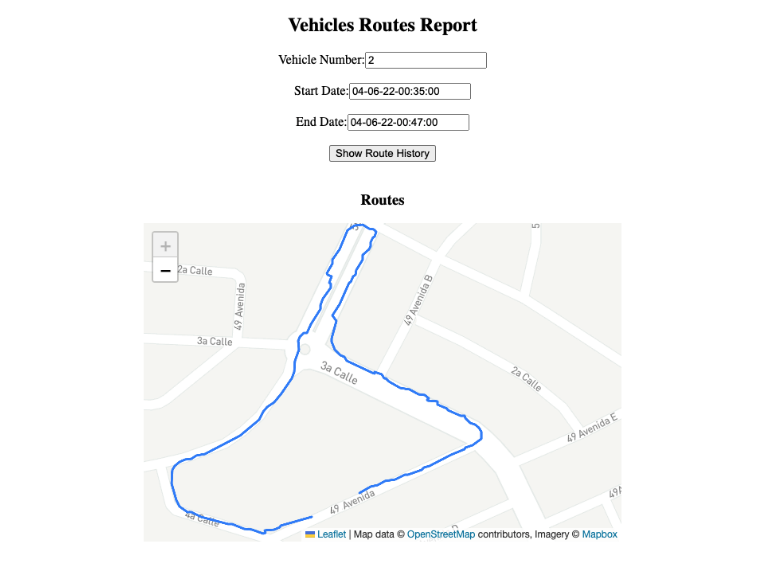 Vehicles Routes Report
Vehicle Number: 2
Start Date: 04-06-22-00:35:00
End Date: 04-06-22-00:47:00
Show Route History
Routes
+
−
2a Calle
49 Avenida
3a Calle
49 Avenida B
5
3a Calle
2a Calle
49 Avenida E
49 Avenida
4a Calle
Leaflet | Map data © OpenStreetMap contributors, Imagery © Mapbox